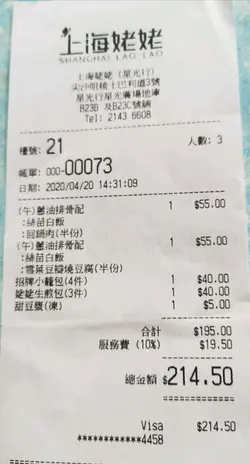 上海姥姥
SHANGHAI LAO LAO
上海姥姥 (星光行)
尖沙咀梳士巴利道3號
星光行星光廣場地庫
B23B 及B23C號舖
Tel: 2143 6608
檯號: 21 人數: 3
帳單: 000-00073
日期: 2020/04/20 14:31:09
(午)蔥油排骨配 1 $55.00
:絲苗白飯
:回鍋肉(半份)
(午)蔥油排骨配 1 $55.00
:絲苗白飯
:雪菜豆瓣燒豆腐(半份)
招牌小籠包(4件) 1 $40.00
姥姥生煎包(3件) 1 $40.00
甜豆漿(凍) 1 $5.00
合計 $195.00
服務費 (10%) $19.50
總金額 $214.50
Visa $214.50
************4458